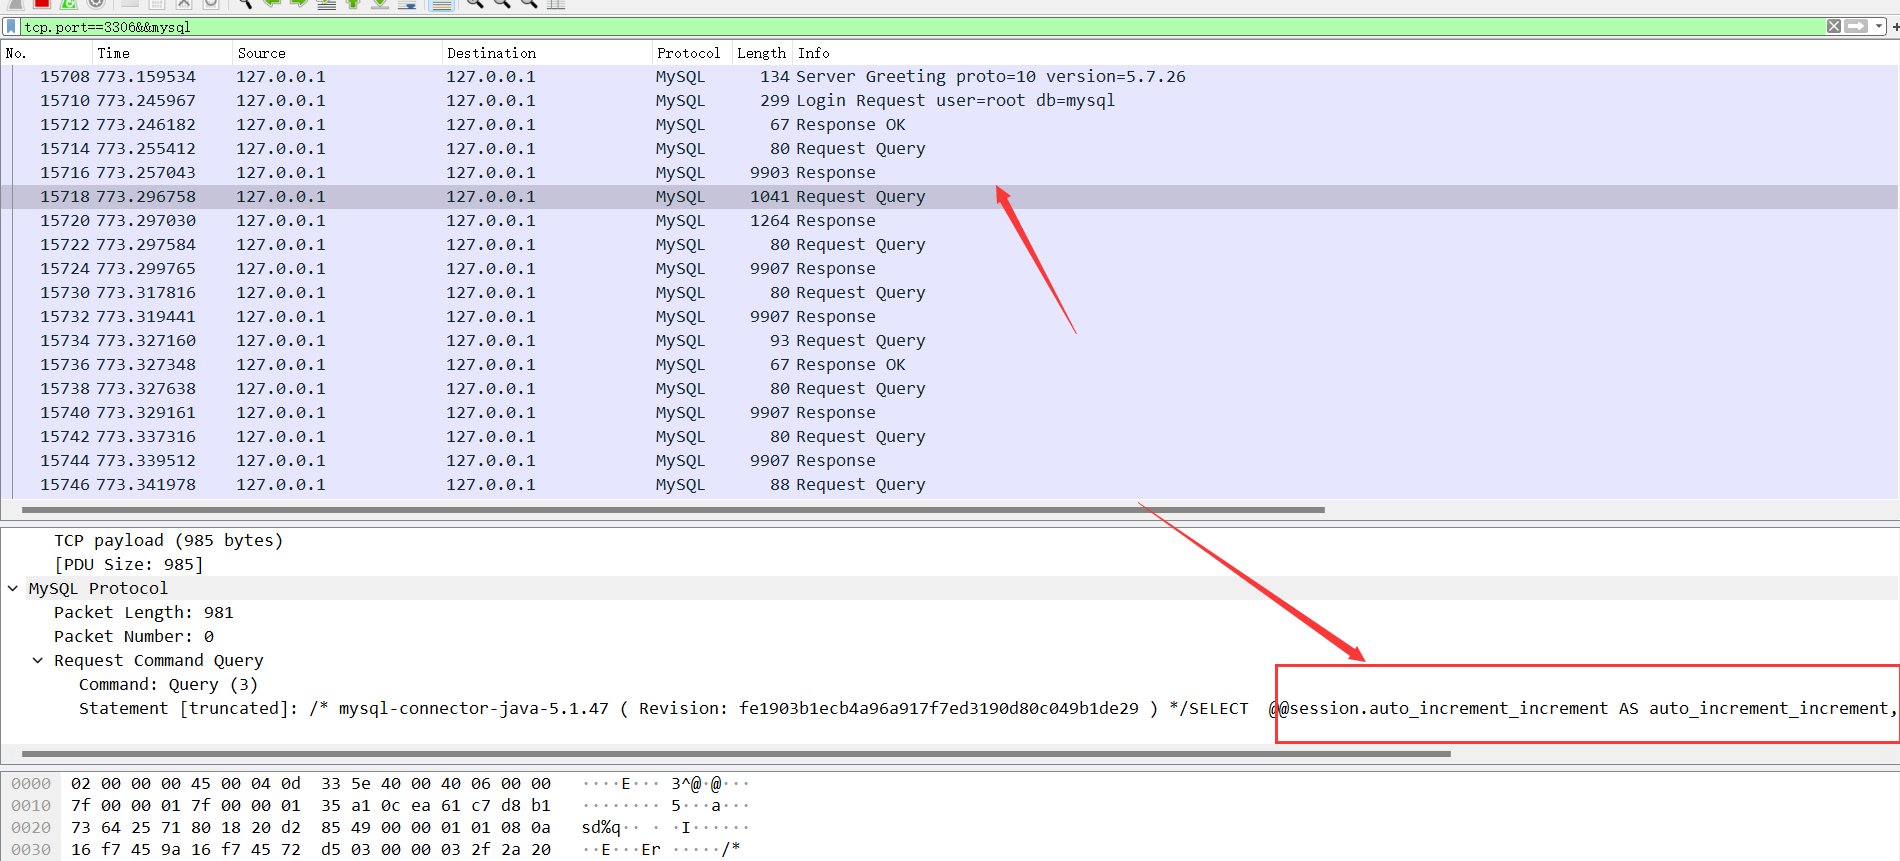 tcp.port==3306&&mysql
No. Time Source Destination Protocol Length Info
15708 773.159534 127.0.0.1 127.0.0.1 MySQL 134 Server Greeting proto=10 version=5.7.26
15710 773.245967 127.0.0.1 127.0.0.1 MySQL 299 Login Request user=root db=mysql
15712 773.246182 127.0.0.1 127.0.0.1 MySQL 67 Response OK
15714 773.255412 127.0.0.1 127.0.0.1 MySQL 80 Request Query
15716 773.257043 127.0.0.1 127.0.0.1 MySQL 9903 Response
15718 773.296758 127.0.0.1 127.0.0.1 MySQL 1041 Request Query
15720 773.297030 127.0.0.1 127.0.0.1 MySQL 1264 Response
15722 773.297584 127.0.0.1 127.0.0.1 MySQL 80 Request Query
15724 773.299765 127.0.0.1 127.0.0.1 MySQL 9907 Response
15730 773.317816 127.0.0.1 127.0.0.1 MySQL 80 Request Query
15732 773.319441 127.0.0.1 127.0.0.1 MySQL 9907 Response
15734 773.327160 127.0.0.1 127.0.0.1 MySQL 93 Request Query
15736 773.327348 127.0.0.1 127.0.0.1 MySQL 67 Response OK
15738 773.327638 127.0.0.1 127.0.0.1 MySQL 80 Request Query
15740 773.329161 127.0.0.1 127.0.0.1 MySQL 9907 Response
15742 773.337316 127.0.0.1 127.0.0.1 MySQL 80 Request Query
15744 773.339512 127.0.0.1 127.0.0.1 MySQL 9907 Response
15746 773.341978 127.0.0.1 127.0.0.1 MySQL 88 Request Query
TCP payload (985 bytes)
[PDU Size: 985]
MySQL Protocol
Packet Length: 981
Packet Number: 0
Request Command Query
Command: Query (3)
Statement [truncated]: /* mysql-connector-java-5.1.47 ( Revision: fe1903b1ecb4a96a917f7ed3190d80c049b1de29 ) */SELECT  @@session.auto_increment_increment AS auto_increment_increment,
0000 02 00 00 00 45 00 04 0d 33 5e 40 00 40 06 00 00 ····E··· 3^@·@···
0010 7f 00 00 01 7f 00 00 01 35 a1 0c ea 61 c7 d8 b1 ········ 5···a···
0020 73 64 25 71 80 18 20 d2 85 49 00 00 01 01 08 0a sd%q·· · ·I······
0030 16 f7 45 9a 16 f7 45 72 d5 03 00 00 03 2f 2a 20 ··E···Er ·····/*